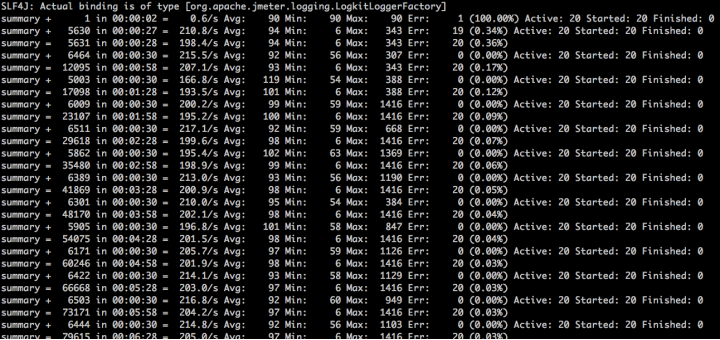 SLF4J: Actual binding is of type [org.apache.jmeter.logging.LogkitLoggerFactory]
summary +      1 in 00:00:02 =    0.6/s Avg:    90 Min:    90 Max:    90 Err:     1 (100.00%) Active: 20 Started: 20 Finished: 0
summary +   5630 in 00:00:27 =  210.8/s Avg:    94 Min:     6 Max:   343 Err:    19 (0.34%) Active: 20 Started: 20 Finished: 0
summary =   5631 in 00:00:28 =  198.4/s Avg:    94 Min:     6 Max:   343 Err:    20 (0.36%)
summary +   6464 in 00:00:30 =  215.5/s Avg:    92 Min:    56 Max:   307 Err:     0 (0.00%) Active: 20 Started: 20 Finished: 0
summary =  12095 in 00:00:58 =  207.1/s Avg:    93 Min:     6 Max:   343 Err:    20 (0.17%)
summary +   5003 in 00:00:30 =  166.8/s Avg:   119 Min:    54 Max:   388 Err:     0 (0.00%) Active: 20 Started: 20 Finished: 0
summary =  17098 in 00:01:28 =  193.5/s Avg:   101 Min:     6 Max:   388 Err:    20 (0.12%)
summary +   6009 in 00:00:30 =  200.2/s Avg:    99 Min:    59 Max:  1416 Err:     0 (0.00%) Active: 20 Started: 20 Finished: 0
summary =  23107 in 00:01:58 =  195.2/s Avg:   100 Min:     6 Max:  1416 Err:    20 (0.09%)
summary +   6511 in 00:00:30 =  217.1/s Avg:    92 Min:    59 Max:   668 Err:     0 (0.00%) Active: 20 Started: 20 Finished: 0
summary =  29618 in 00:02:28 =  199.6/s Avg:    98 Min:     6 Max:  1416 Err:    20 (0.07%)
summary +   5862 in 00:00:30 =  195.4/s Avg:   102 Min:    63 Max:  1369 Err:     0 (0.00%) Active: 20 Started: 20 Finished: 0
summary =  35480 in 00:02:58 =  198.9/s Avg:    99 Min:     6 Max:  1416 Err:    20 (0.06%)
summary +   6389 in 00:00:30 =  213.0/s Avg:    93 Min:    56 Max:  1190 Err:     0 (0.00%) Active: 20 Started: 20 Finished: 0
summary =  41869 in 00:03:28 =  200.9/s Avg:    98 Min:     6 Max:  1416 Err:    20 (0.05%)
summary +   6301 in 00:00:30 =  210.0/s Avg:    95 Min:    54 Max:   384 Err:     0 (0.00%) Active: 20 Started: 20 Finished: 0
summary =  48170 in 00:03:58 =  202.1/s Avg:    98 Min:     6 Max:  1416 Err:    20 (0.04%)
summary +   5905 in 00:00:30 =  196.8/s Avg:   101 Min:    58 Max:   847 Err:     0 (0.00%) Active: 20 Started: 20 Finished: 0
summary =  54075 in 00:04:28 =  201.5/s Avg:    98 Min:     6 Max:  1416 Err:    20 (0.04%)
summary +   6171 in 00:00:30 =  205.7/s Avg:    97 Min:    59 Max:  1126 Err:     0 (0.00%) Active: 20 Started: 20 Finished: 0
summary =  60246 in 00:04:58 =  201.9/s Avg:    98 Min:     6 Max:  1416 Err:    20 (0.03%)
summary +   6422 in 00:00:30 =  214.1/s Avg:    93 Min:    58 Max:  1129 Err:     0 (0.00%) Active: 20 Started: 20 Finished: 0
summary =  66668 in 00:05:28 =  203.0/s Avg:    97 Min:     6 Max:  1416 Err:    20 (0.03%)
summary +   6503 in 00:00:30 =  216.8/s Avg:    92 Min:    60 Max:   949 Err:     0 (0.00%) Active: 20 Started: 20 Finished: 0
summary =  73171 in 00:05:58 =  204.2/s Avg:    97 Min:     6 Max:  1416 Err:    20 (0.03%)
summary +   6444 in 00:00:30 =  214.8/s Avg:    92 Min:    56 Max:  1103 Err:     0 (0.00%) Active: 20 Started: 20 Finished: 0
summary =  79615 in 00:06:28 =  205.0/s Avg:    97 Min:     6 Max:  1416 Err:    20 (0.03%)